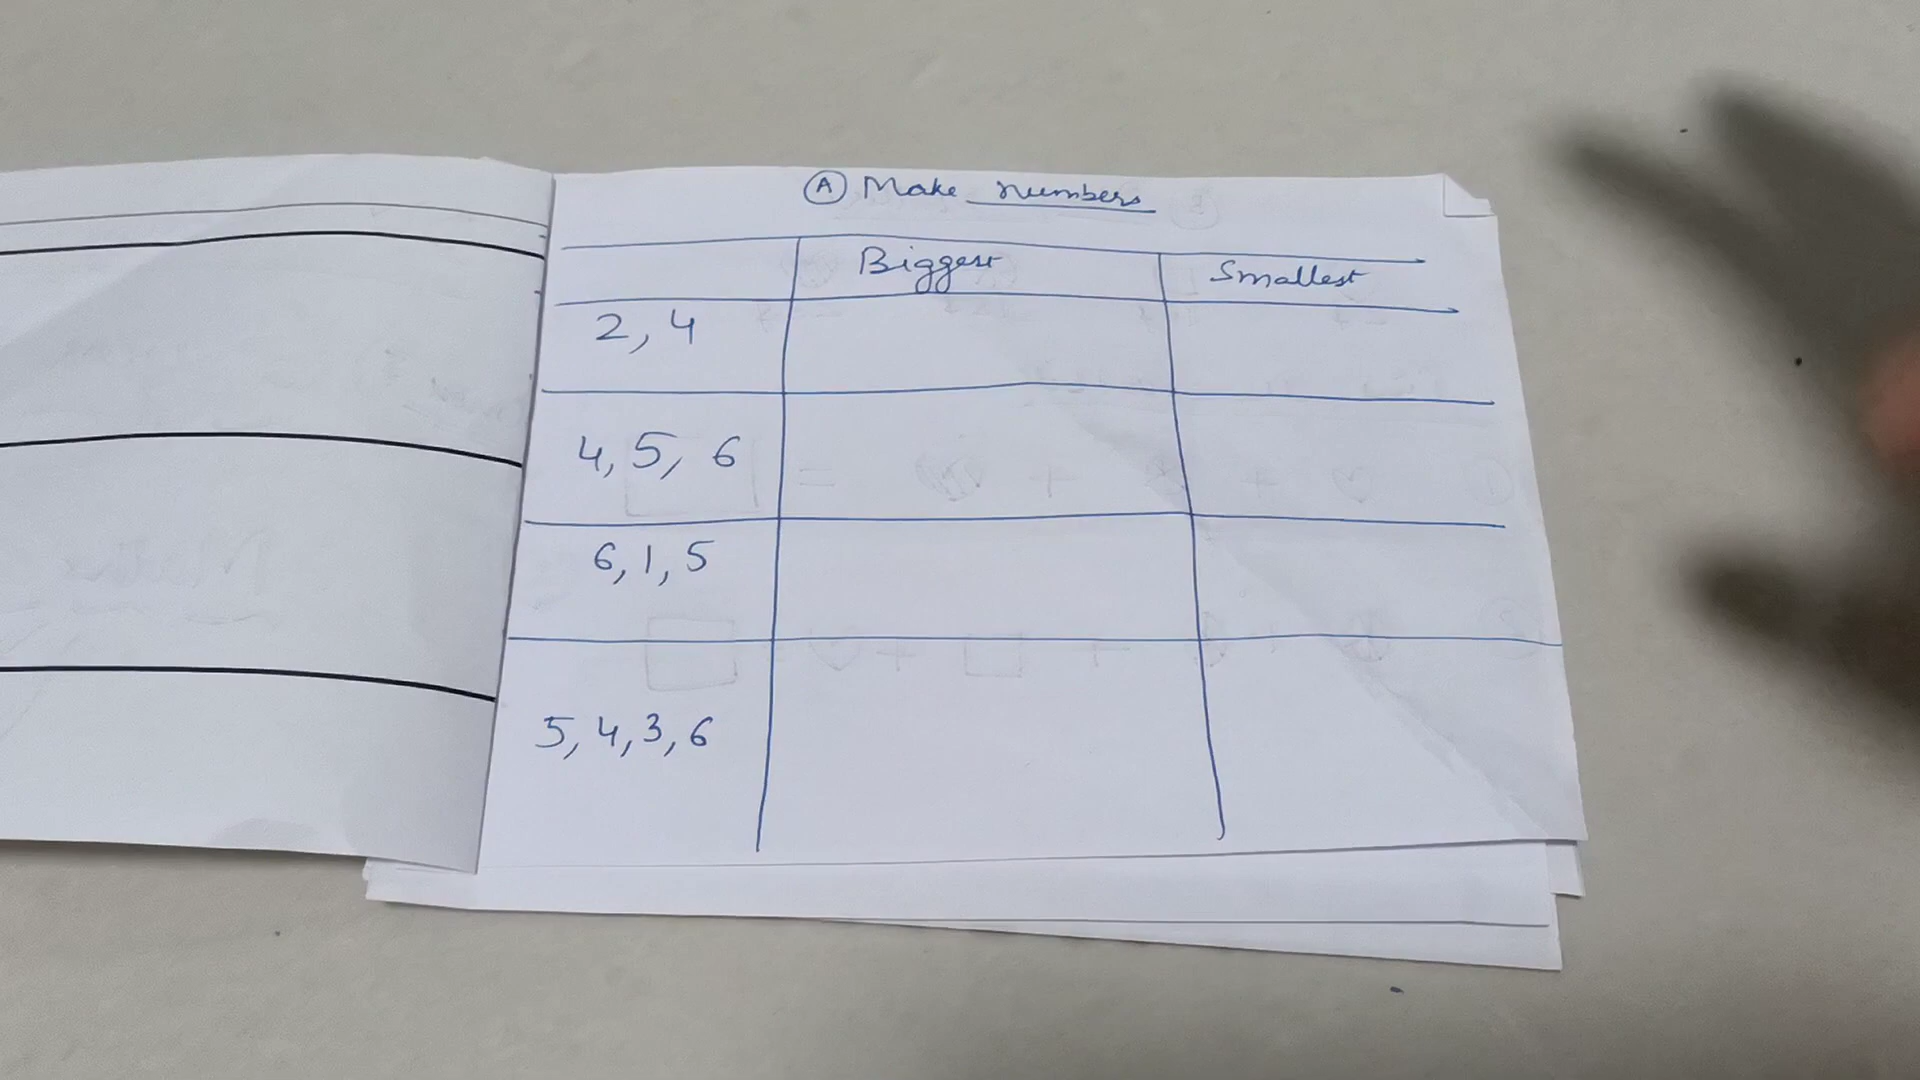 A Make numbers
Biggest Smallest
2, 4
4, 5, 6
6, 1, 5
5, 4, 3, 6